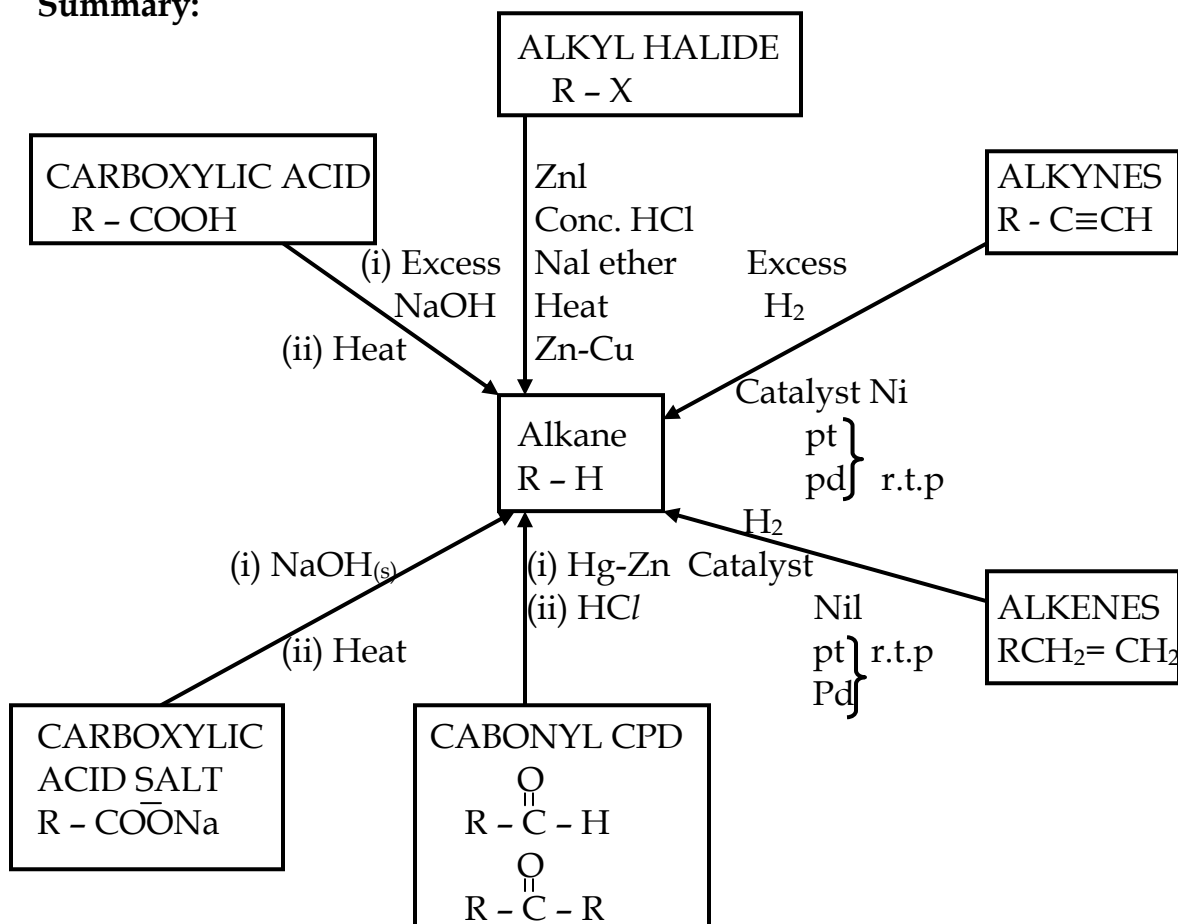 Summary:
ALKYL HALIDE
R – X
CARBOXYLIC ACID
R – COOH
ALKYNES
R - C≡CH
(i) Excess
NaOH
(ii) Heat
Znl
Conc. HCl
Nal ether
Heat
Zn-Cu
Excess
H₂
Catalyst Ni
pt
pd} r.t.p
Alkane
R – H
(i) NaOH(s)
(ii) Heat
(i) Hg-Zn
(ii) HCl
H₂
Catalyst
Nil
pt} r.t.p
Pd
ALKENES
RCH₂= CH₂
CARBOXYLIC
ACID SALT
R – COO̅Na
CABONYL CPD
O
||
R – C – H
O
||
R – C – R